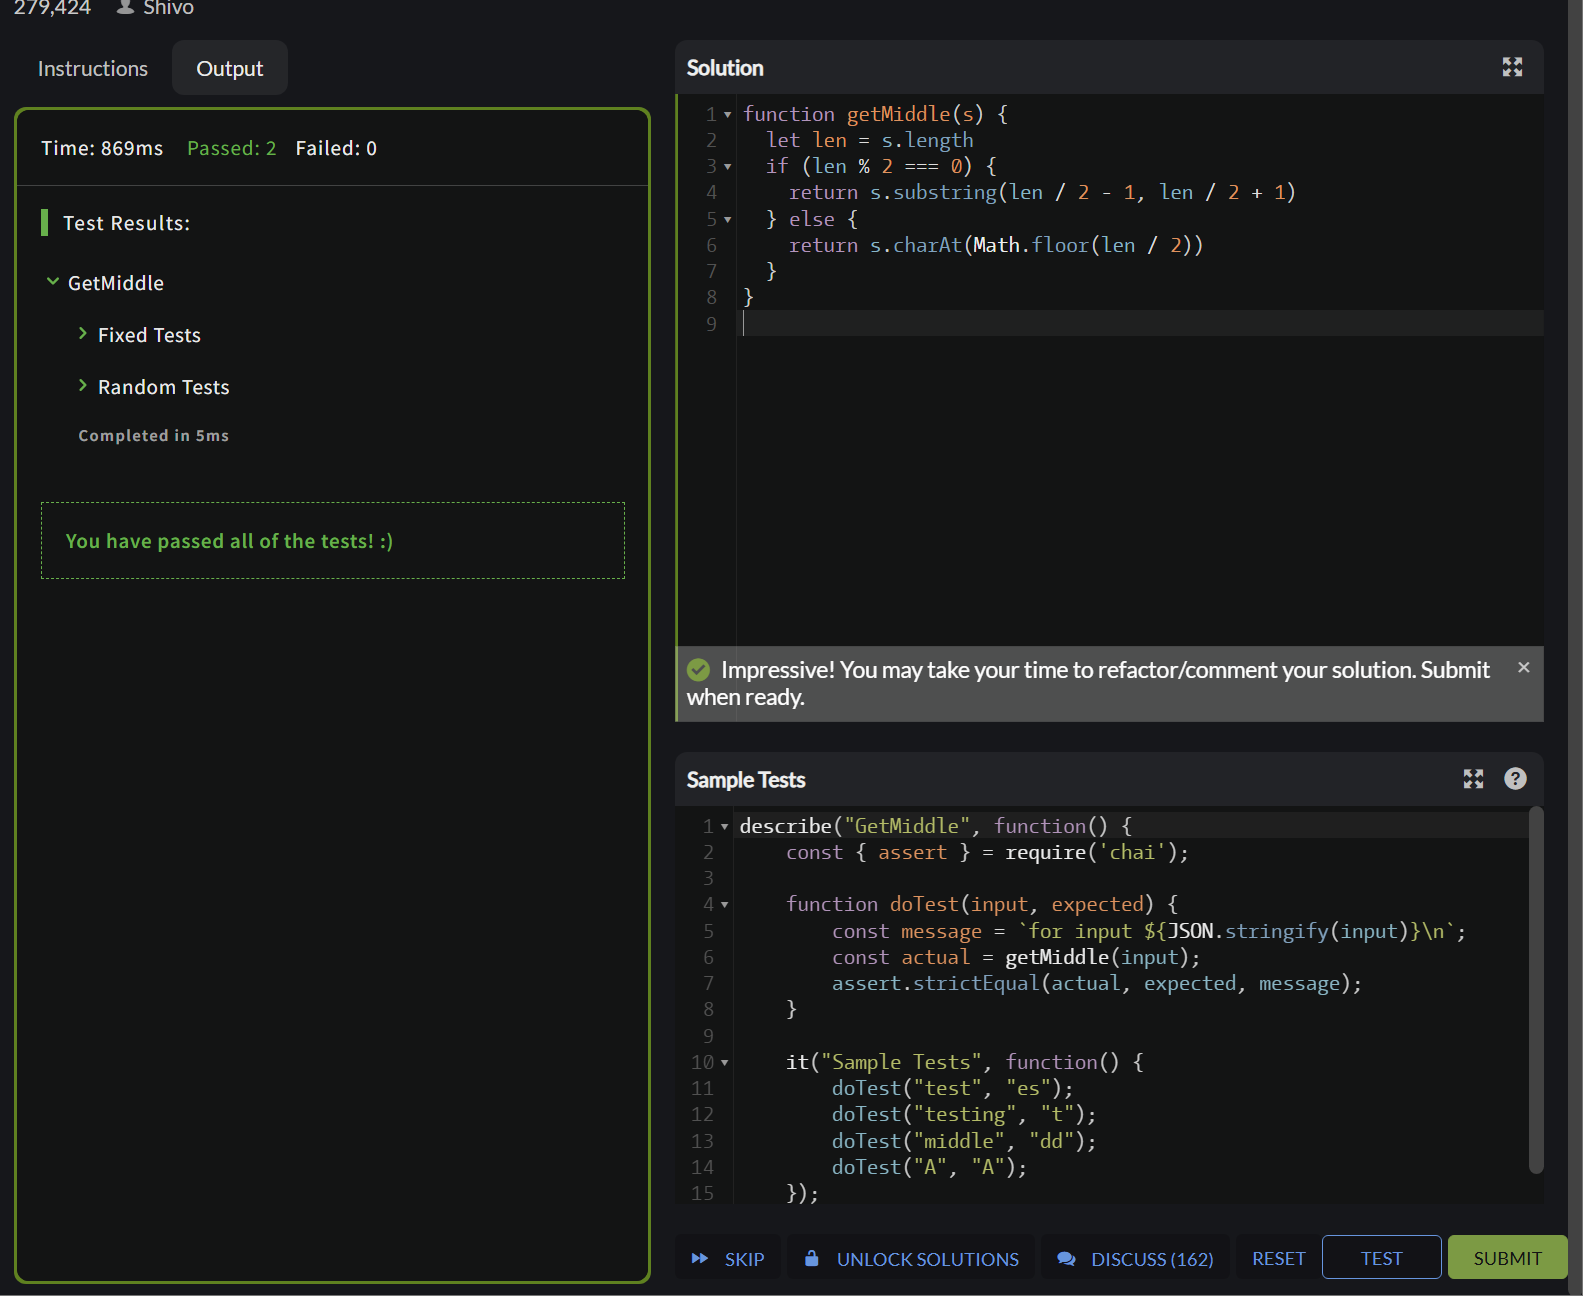 279,424 Shivo
Instructions Output
Time: 869ms Passed: 2 Failed: 0
Test Results:
GetMiddle
Fixed Tests
Random Tests
Completed in 5ms
You have passed all of the tests! :)
Solution
1 function getMiddle(s) {
2   let len = s.length
3   if (len % 2 === 0) {
4     return s.substring(len / 2 - 1, len / 2 + 1)
5   } else {
6     return s.charAt(Math.floor(len / 2))
7   }
8 }
9
Impressive! You may take your time to refactor/comment your solution. Submit
when ready.
Sample Tests
1 describe("GetMiddle", function() {
2     const { assert } = require('chai');
3
4     function doTest(input, expected) {
5         const message = `for input ${JSON.stringify(input)}\n`;
6         const actual = getMiddle(input);
7         assert.strictEqual(actual, expected, message);
8     }
9
10     it("Sample Tests", function() {
11         doTest("test", "es");
12         doTest("testing", "t");
13         doTest("middle", "dd");
14         doTest("A", "A");
15     });
SKIP UNLOCK SOLUTIONS DISCUSS (162) RESET TEST SUBMIT